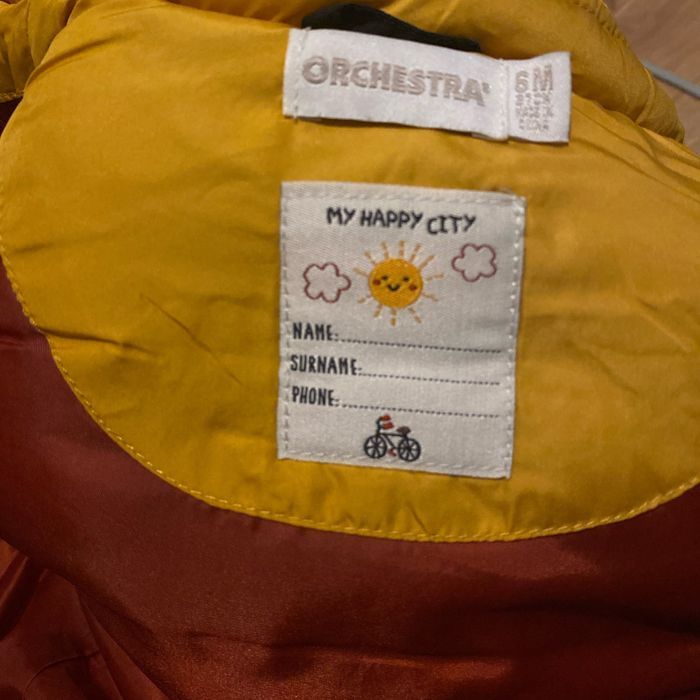 ORCHESTRA
6M
MY HAPPY CITY
NAME:
SURNAME:
PHONE: